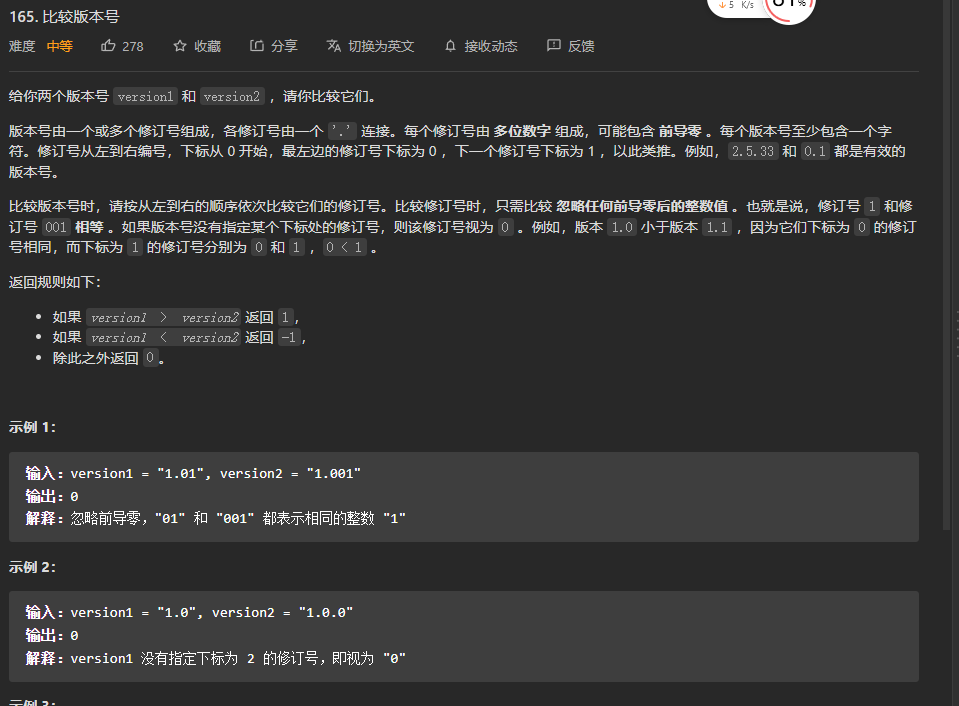 165. 比较版本号
5 K/s
%
难度 中等 278 收藏 分享 切换为英文 接收动态 反馈
给你两个版本号 version1 和 version2 ，请你比较它们。
版本号由一个或多个修订号组成，各修订号由一个 '.' 连接。每个修订号由 多位数字 组成，可能包含 前导零 。每个版本号至少包含一个字
符。修订号从左到右编号，下标从 0 开始，最左边的修订号下标为 0 ，下一个修订号下标为 1 ，以此类推。例如，2.5.33 和 0.1 都是有效的
版本号。
比较版本号时，请按从左到右的顺序依次比较它们的修订号。比较修订号时，只需比较 忽略任何前导零后的整数值 。也就是说，修订号 1 和修
订号 001 相等 。如果版本号没有指定某个下标处的修订号，则该修订号视为 0 。例如，版本 1.0 小于版本 1.1 ，因为它们下标为 0 的修订
号相同，而下标为 1 的修订号分别为 0 和 1 ，0 < 1 。
返回规则如下：
• 如果 version1 > version2 返回 1，
• 如果 version1 < version2 返回 -1，
• 除此之外返回 0。
示例 1：
输入：version1 = "1.01", version2 = "1.001"
输出：0
解释：忽略前导零，"01" 和 "001" 都表示相同的整数 "1"
示例 2：
输入：version1 = "1.0", version2 = "1.0.0"
输出：0
解释：version1 没有指定下标为 2 的修订号，即视为 "0"
示例 3：